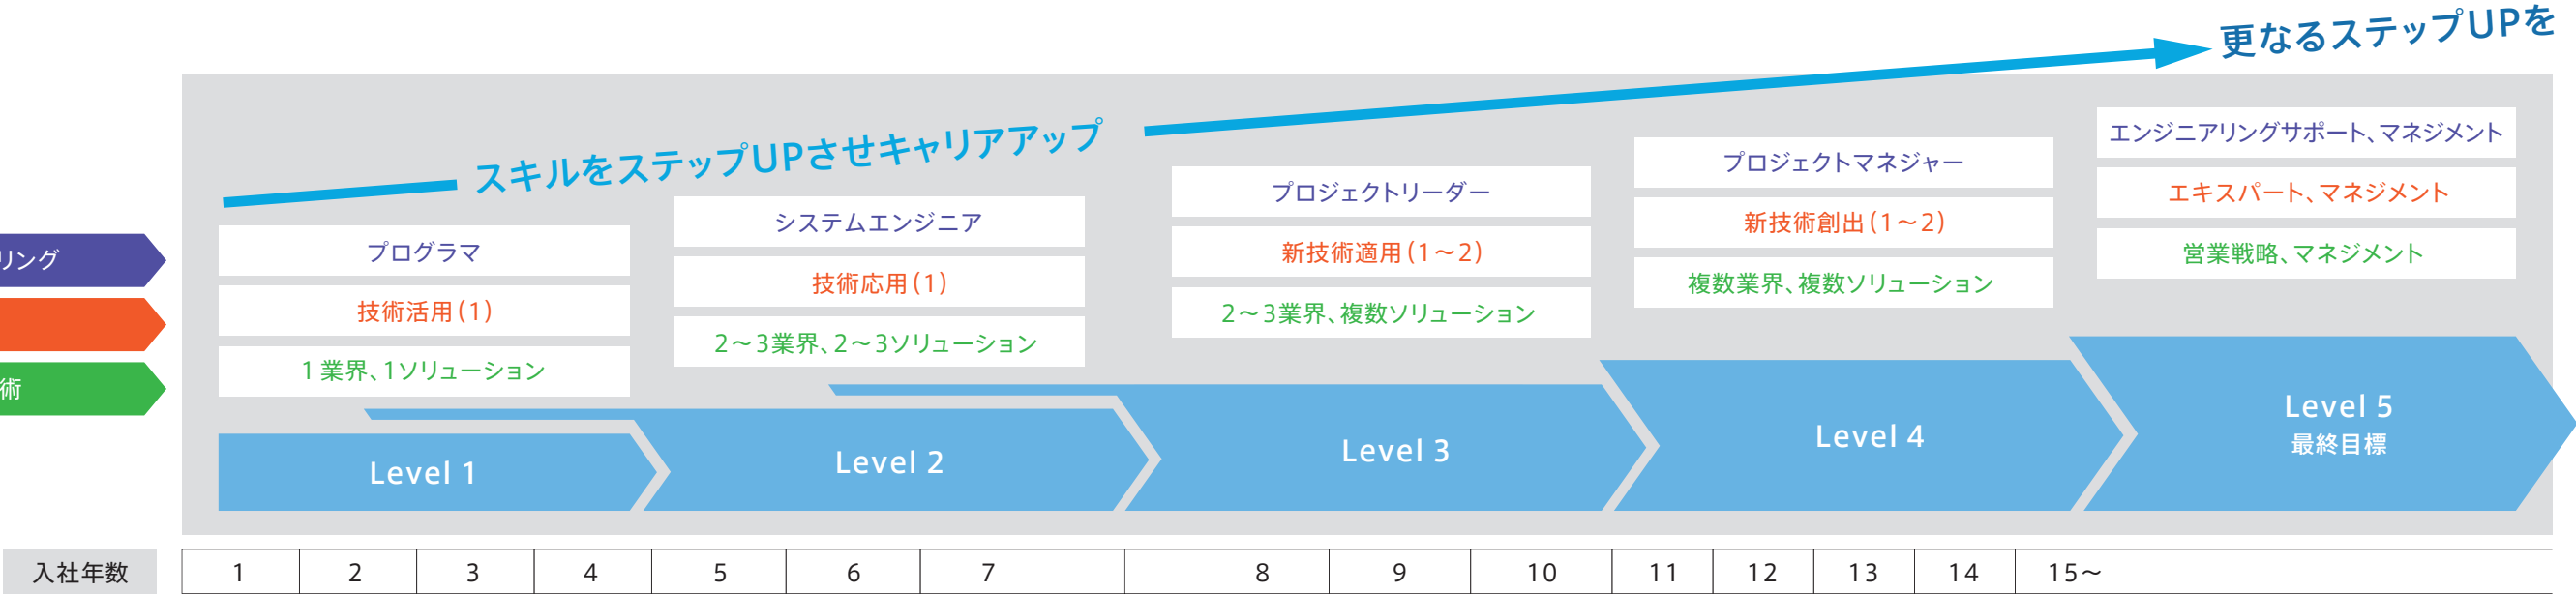 更なるステップUPを
スキルをステップUPさせキャリアアップ
リング
術
プログラマ
技術活用(1)
1業界、1ソリューション
システムエンジニア
技術応用(1)
2～3業界、2～3ソリューション
プロジェクトリーダー
新技術適用(1～2)
2～3業界、複数ソリューション
プロジェクトマネジャー
新技術創出(1～2)
複数業界、複数ソリューション
エンジニアリングサポート、マネジメント
エキスパート、マネジメント
営業戦略、マネジメント
Level 1
Level 2
Level 3
Level 4
Level 5
最終目標
入社年数 1 2 3 4 5 6 7 8 9 10 11 12 13 14 15～